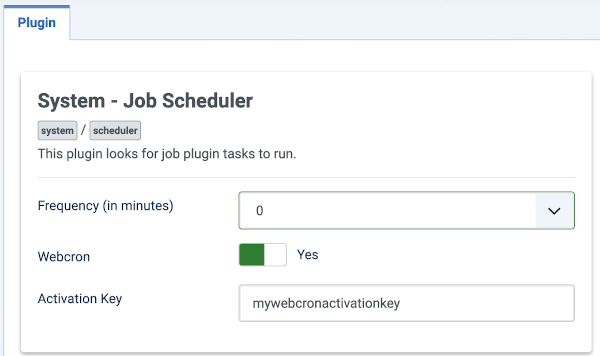 Plugin
System - Job Scheduler
system / scheduler
This plugin looks for job plugin tasks to run.
Frequency (in minutes) 0
Webcron Yes
Activation Key mywebcronactivationkey